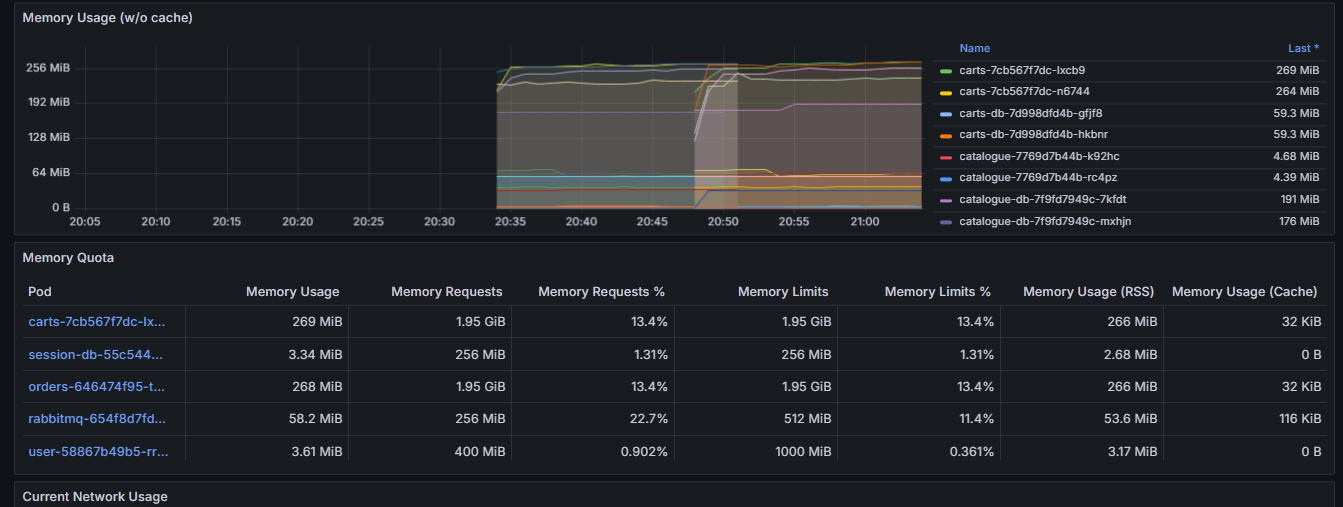 Memory Usage (w/o cache)
Name Last *
256 MiB
192 MiB
128 MiB
64 MiB
0 B
20:05 20:10 20:15 20:20 20:25 20:30 20:35 20:40 20:45 20:50 20:55 21:00
carts-7cb567f7dc-lxcb9 269 MiB
carts-7cb567f7dc-n6744 264 MiB
carts-db-7d998dfd4b-gfjf8 59.3 MiB
carts-db-7d998dfd4b-hkbnr 59.3 MiB
catalogue-7769d7b44b-k92hc 4.68 MiB
catalogue-7769d7b44b-rc4pz 4.39 MiB
catalogue-db-7f9fd7949c-7kfdt 191 MiB
catalogue-db-7f9fd7949c-mxhjn 176 MiB
Memory Quota
Pod Memory Usage Memory Requests Memory Requests % Memory Limits Memory Limits % Memory Usage (RSS) Memory Usage (Cache)
carts-7cb567f7dc-lx... 269 MiB 1.95 GiB 13.4% 1.95 GiB 13.4% 266 MiB 32 KiB
session-db-55c544... 3.34 MiB 256 MiB 1.31% 256 MiB 1.31% 2.68 MiB 0 B
orders-646474f95-t... 268 MiB 1.95 GiB 13.4% 1.95 GiB 13.4% 266 MiB 32 KiB
rabbitmq-654f8d7fd... 58.2 MiB 256 MiB 22.7% 512 MiB 11.4% 53.6 MiB 116 KiB
user-58867b49b5-rr... 3.61 MiB 400 MiB 0.902% 1000 MiB 0.361% 3.17 MiB 0 B
Current Network Usage